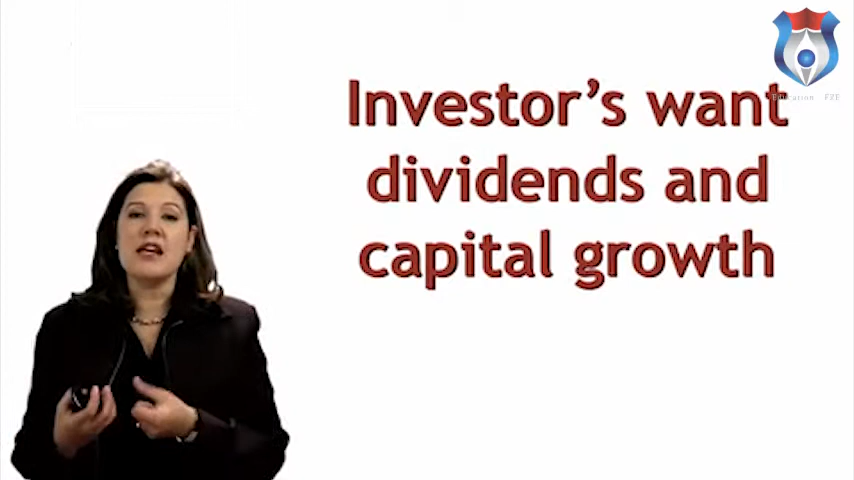 Investor's want
dividends and
capital growth